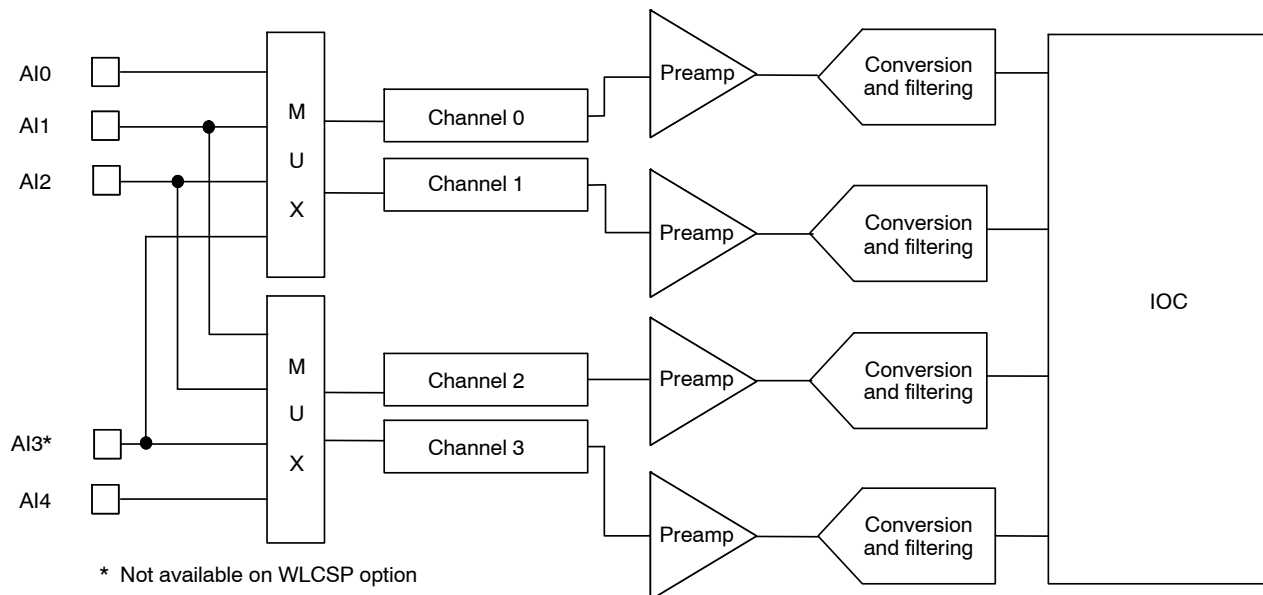 AI0
AI1
AI2
AI3*
AI4
M
U
X
M
U
X
Channel 0
Channel 1
Channel 2
Channel 3
Preamp
Preamp
Preamp
Preamp
Conversion
and filtering
Conversion
and filtering
Conversion
and filtering
Conversion
and filtering
IOC
* Not available on WLCSP option